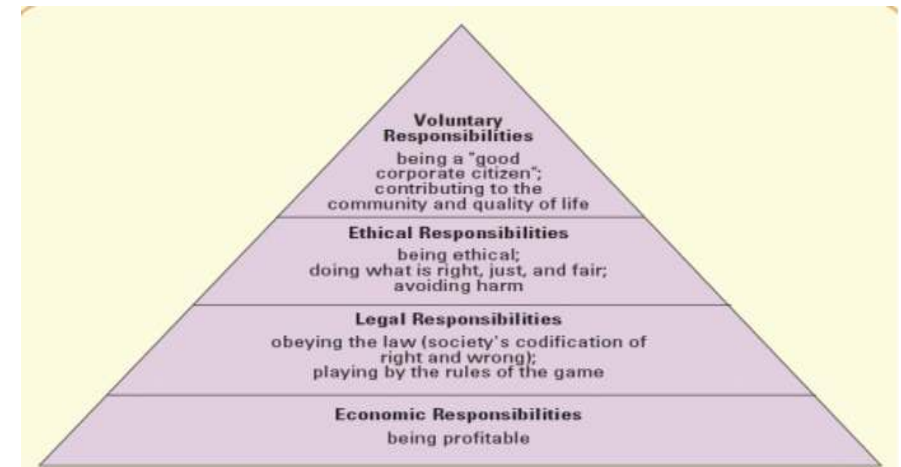 Voluntary
Responsibilities
being a "good
corporate citizen";
contributing to the
community and quality of life
Ethical Responsibilities
being ethical;
doing what is right, just, and fair;
avoiding harm
Legal Responsibilities
obeying the law (society's codification of
right and wrong);
playing by the rules of the game
Economic Responsibilities
being profitable